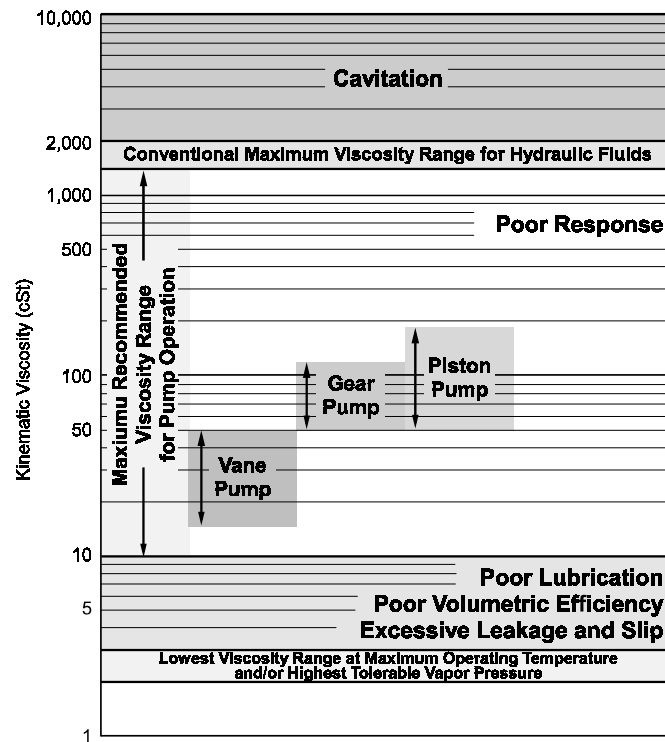 10,000
Cavitation
2,000
Conventional Maximum Viscosity Range for Hydraulic Fluids
1,000
Poor Response
500
Kinematic Viscosity (cSt)
Maxiumu Recommended
Viscosity Range
for Pump Operation
Piston
Pump
Gear
Pump
100
50
Vane
Pump
10
Poor Lubrication
5
Poor Volumetric Efficiency
Excessive Leakage and Slip
Lowest Viscosity Range at Maximum Operating Temperature
and/or Highest Tolerable Vapor Pressure
1